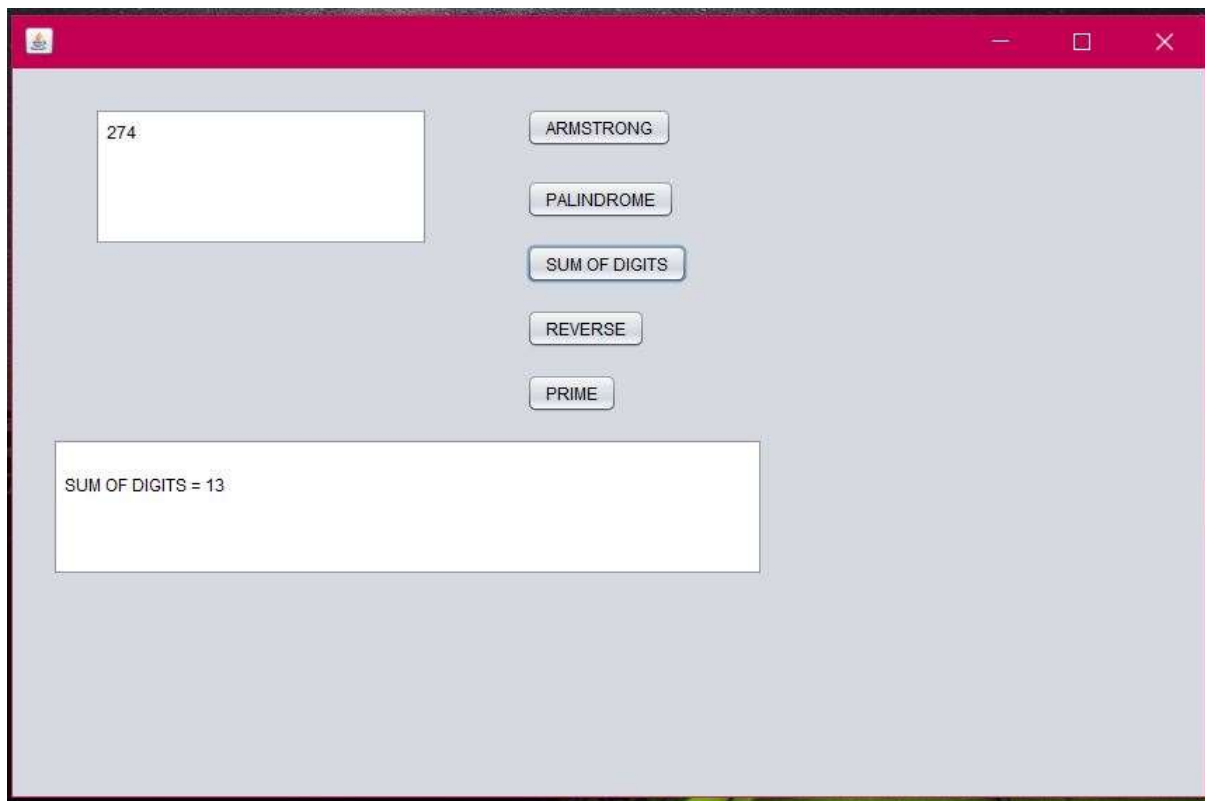 274
ARMSTRONG
PALINDROME
SUM OF DIGITS
REVERSE
PRIME
SUM OF DIGITS = 13